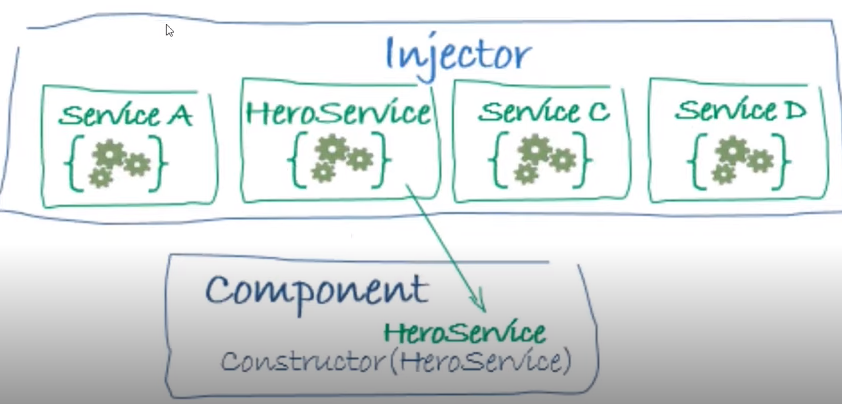 Injector
Service A
HeroService
Service C
Service D
Component
HeroService
Constructor(HeroService)